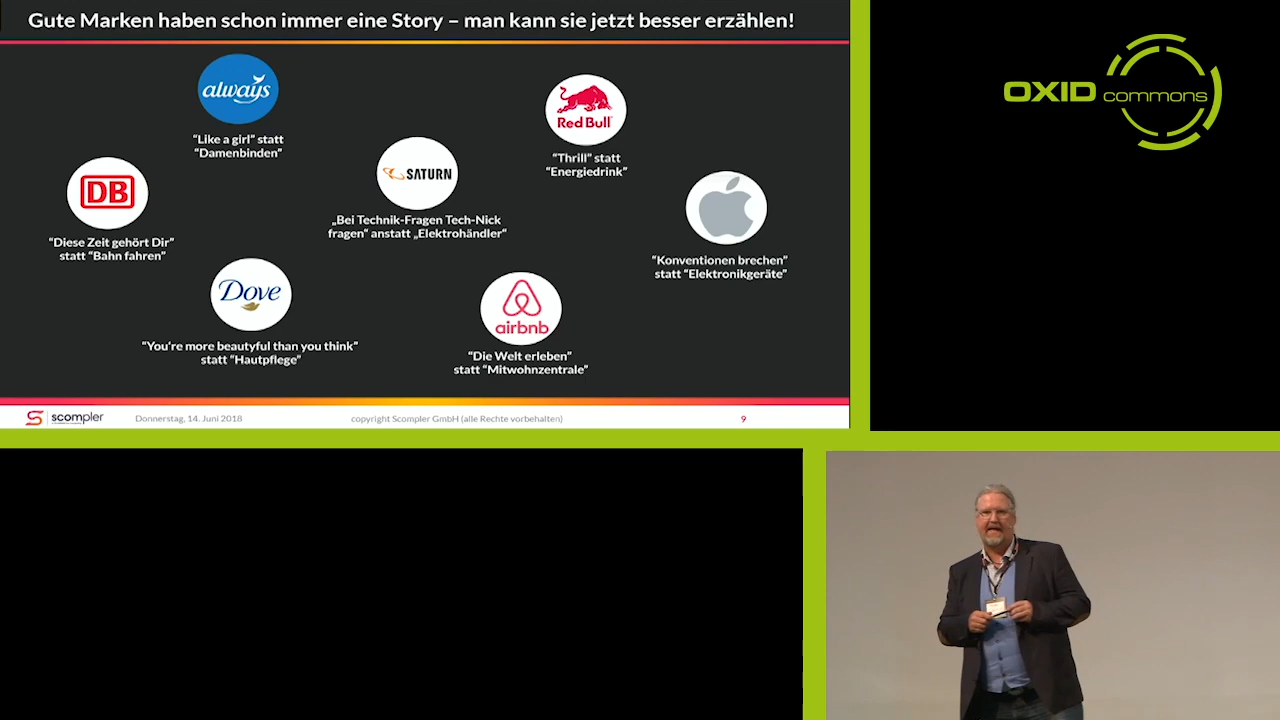 Gute Marken haben schon immer eine Story – man kann sie jetzt besser erzählen!
always
“Like a girl” statt
“Damenbinden”
Red Bull
“Thrill” statt
“Energiedrink”
DB
“Diese Zeit gehört Dir”
statt “Bahn fahren”
SATURN
„Bei Technik-Fragen Tech-Nick
fragen“ anstatt „Elektrohändler“
“Konventionen brechen”
statt “Elektronikgeräte”
Dove
“You're more beautyful than you think”
statt “Hautpflege”
airbnb
“Die Welt erleben”
statt “Mitwohnzentrale”
scompler
Donnerstag, 14. Juni 2018
copyright Scompler GmbH (alle Rechte vorbehalten)
9
OXID commons